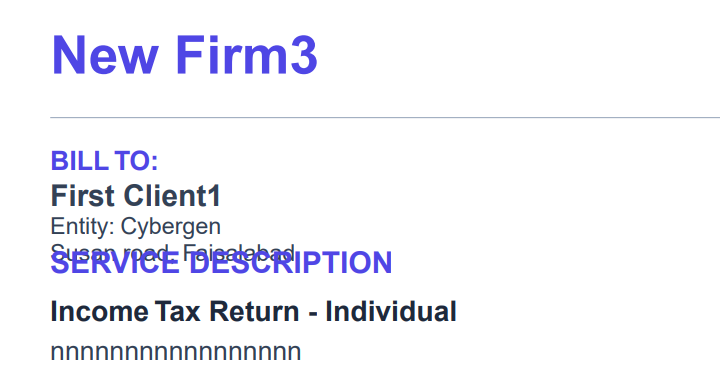 New Firm3
BILL TO:
First Client1
Entity: Cybergen
Susan road, Faisalabad
SERVICE DESCRIPTION
Income Tax Return - Individual
nnnnnnnnnnnnnnnnn